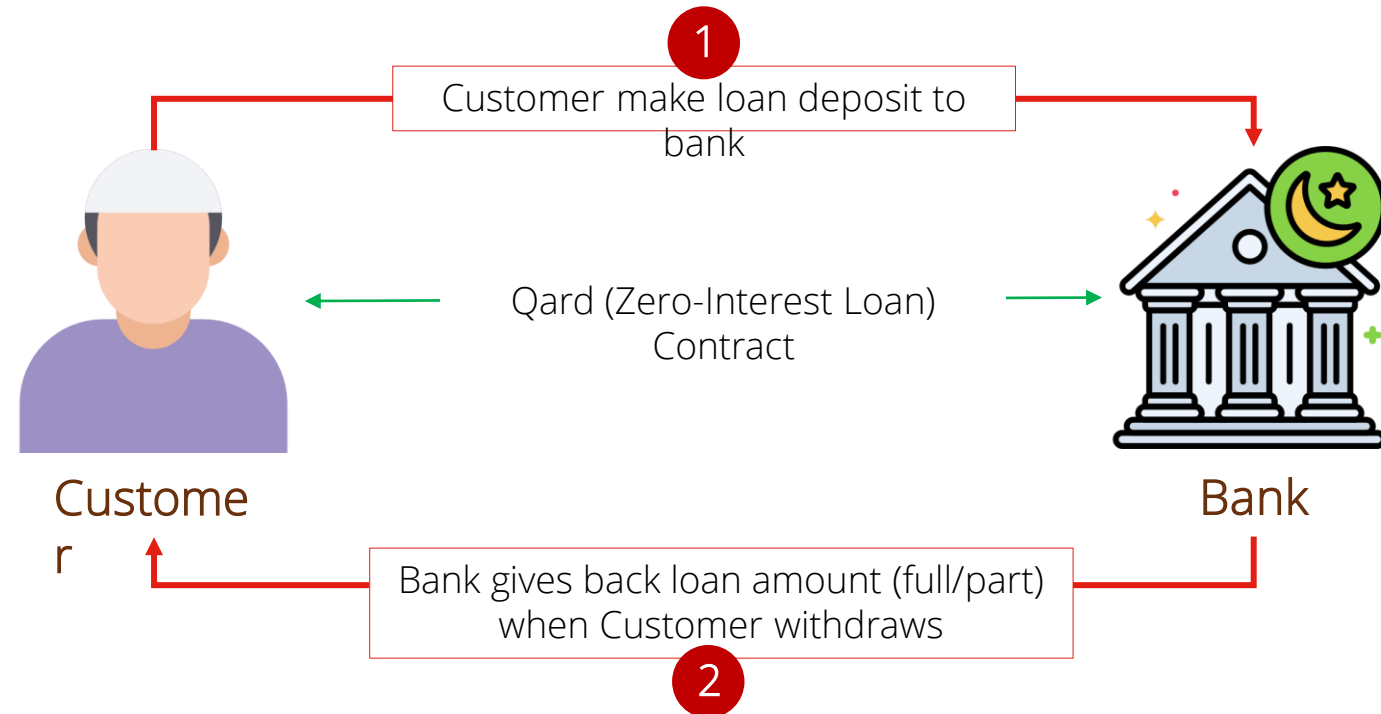 1
Customer make loan deposit to
bank
Qard (Zero-Interest Loan)
Contract
Custome
r
Bank
Bank gives back loan amount (full/part)
when Customer withdraws
2